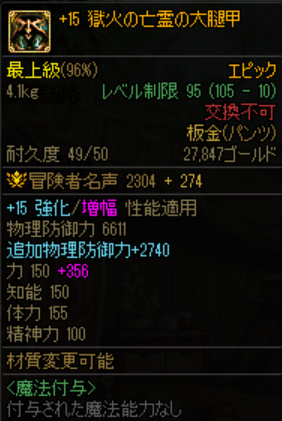 +15 獄火の亡霊の大腿甲
最上級(96%) エピック
4.1kg レベル制限 95 (105 - 10)
交換不可
板金(パンツ)
耐久度 49/50 27,847ゴールド
冒険者名声 2304 + 274
+15 強化/増幅 性能適用
物理防御力 6611
追加物理防御力+2740
力 150 +356
知能 150
体力 155
精神力 100
材質変更可能
<魔法付与>
付与された魔法能力なし